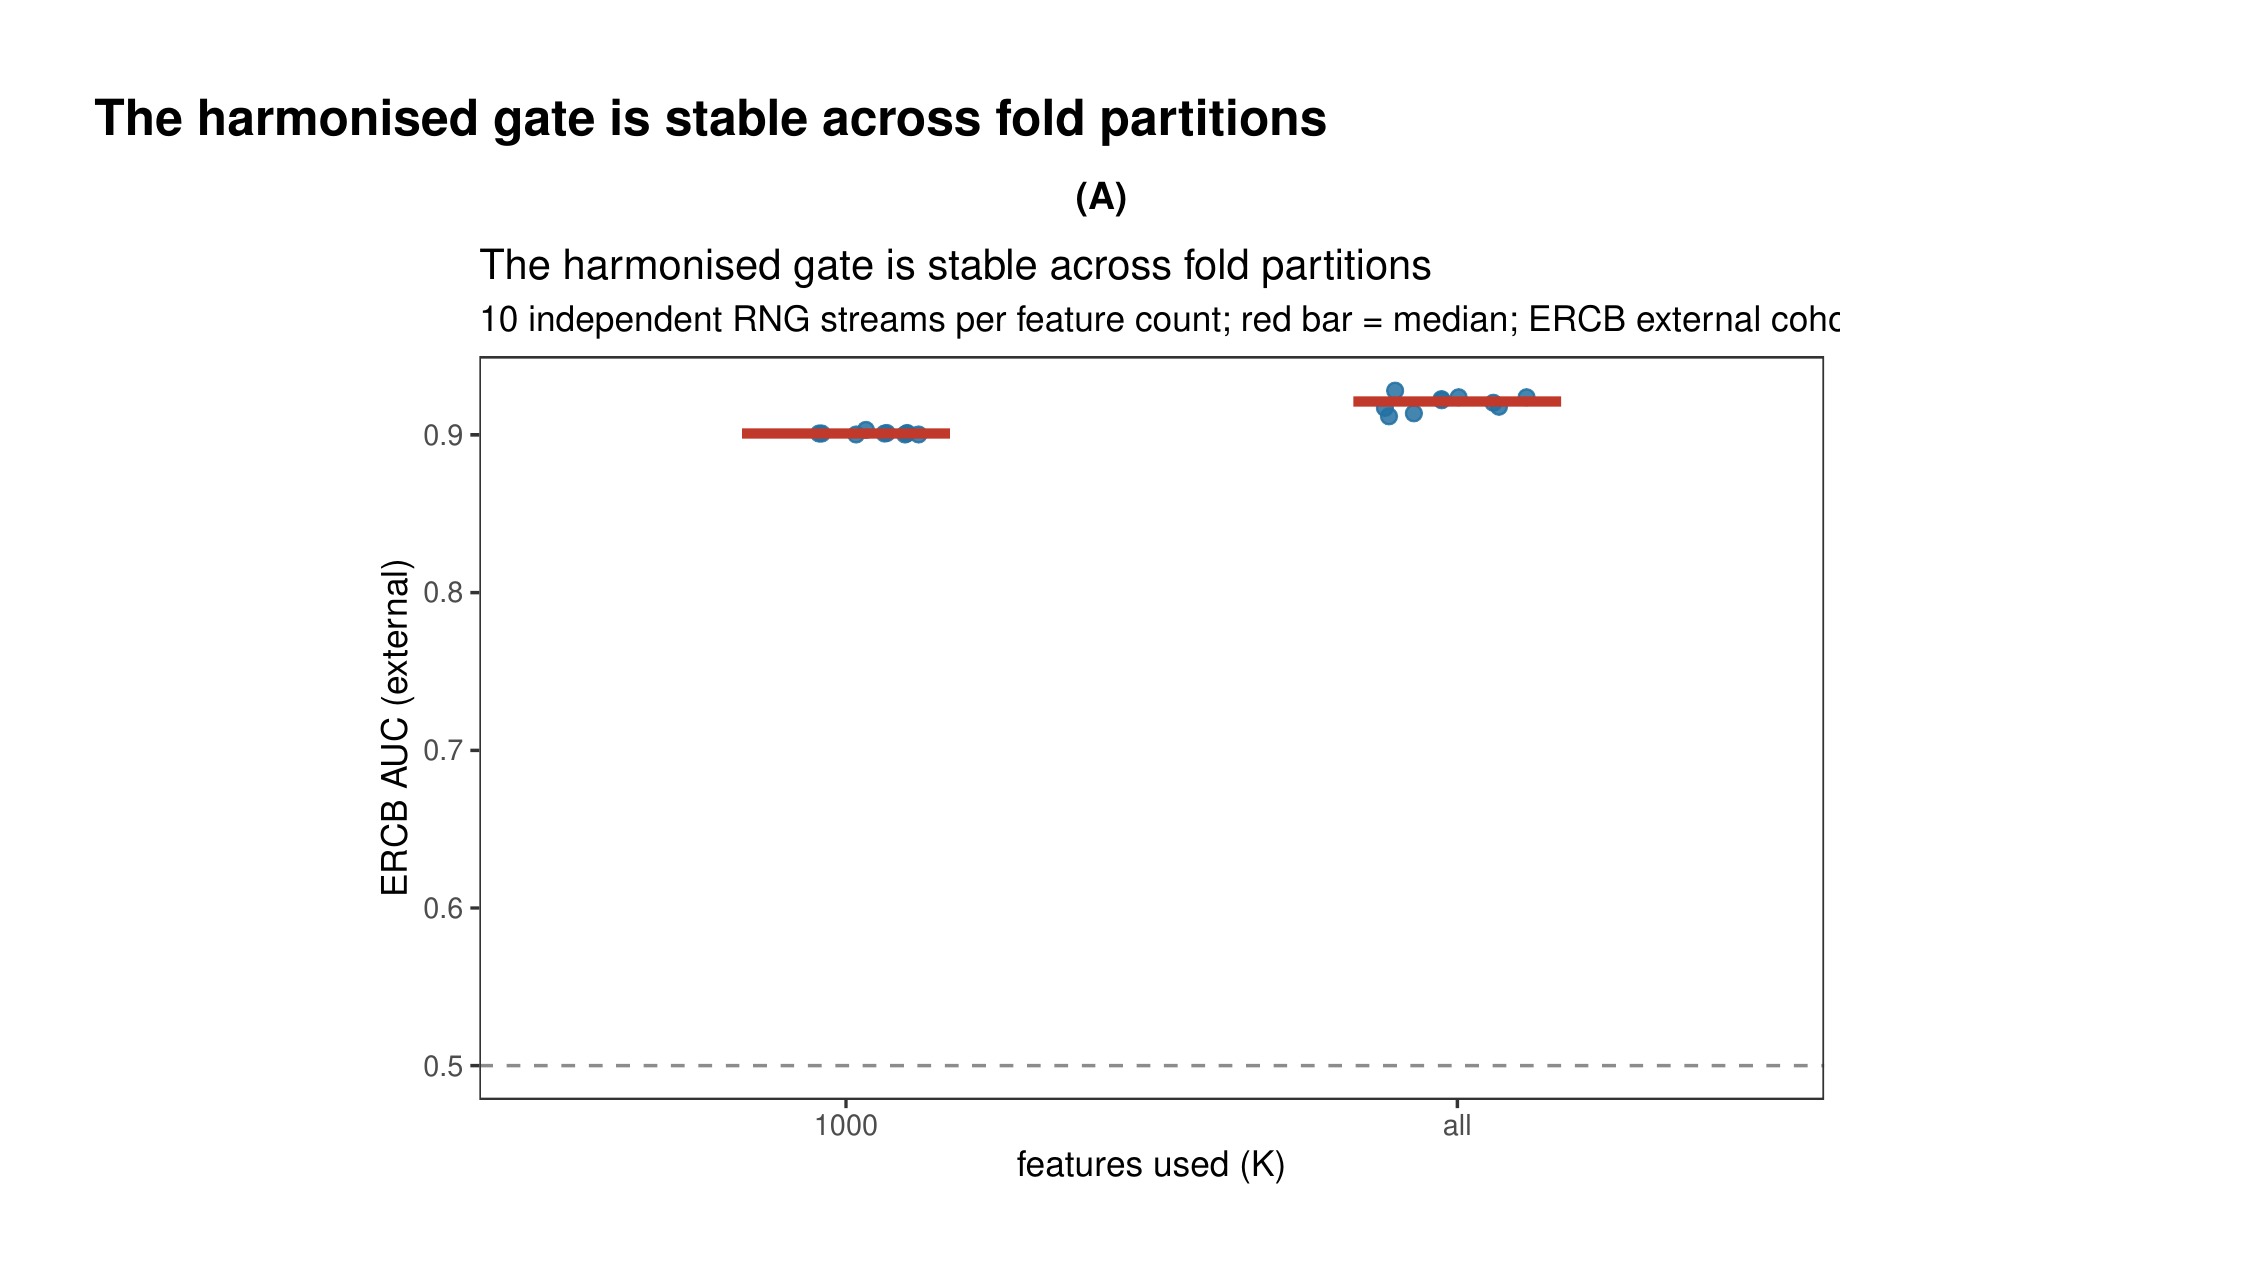 The harmonised gate is stable across fold partitions
(A)
The harmonised gate is stable across fold partitions
10 independent RNG streams per feature count; red bar = median; ERCB external coho
ERCB AUC (external)
0.9
0.8
0.7
0.6
0.5
1000 all
features used (K)